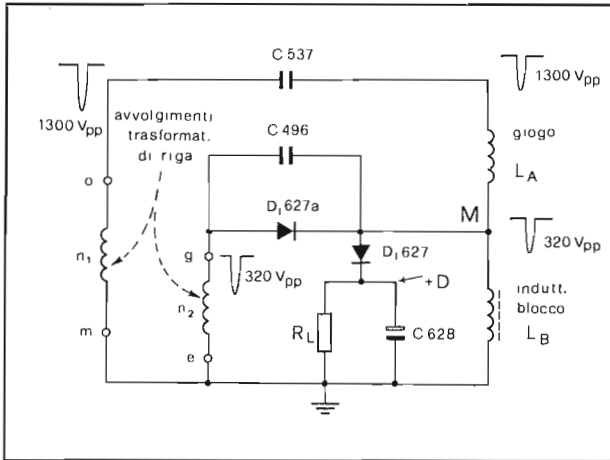 C 537
1300 Vpp
1300 Vpp
avvolgimenti
trasformat.
di riga
C 496
giogo
LA
o
D₁ 627a
M
D₁ 627
n₁
g
320 Vpp
320 Vpp
+D
indutt.
blocco
LB
n₂
RL
C 628
m
e